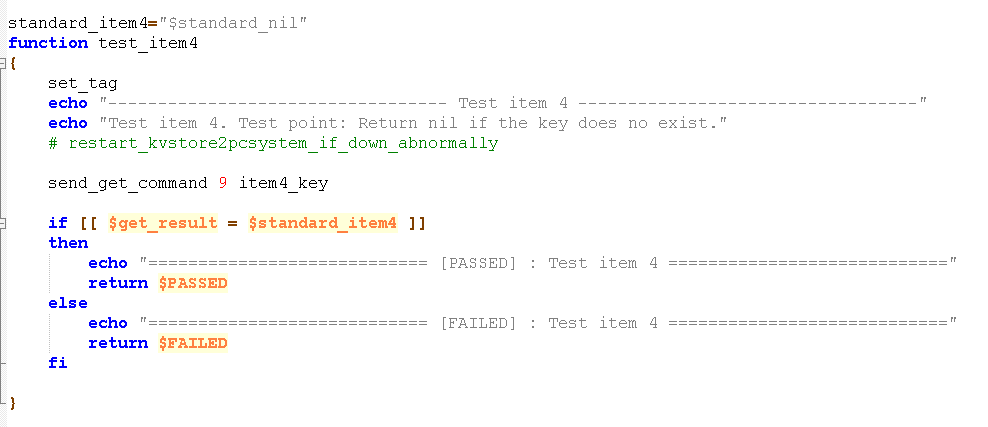 standard_item4="$standard_nil"
function test_item4
{
    set_tag
    echo "---------------------------------- Test item 4 ----------------------------------"
    echo "Test item 4. Test point: Return nil if the key does no exist."
    # restart_kvstore2pcsystem_if_down_abnormally
    send_get_command 9 item4_key
    if [[ $get_result = $standard_item4 ]]
    then
        echo "============================ [PASSED] : Test item 4 ============================"
        return $PASSED
    else
        echo "============================ [FAILED] : Test item 4 ============================"
        return $FAILED
    fi
}